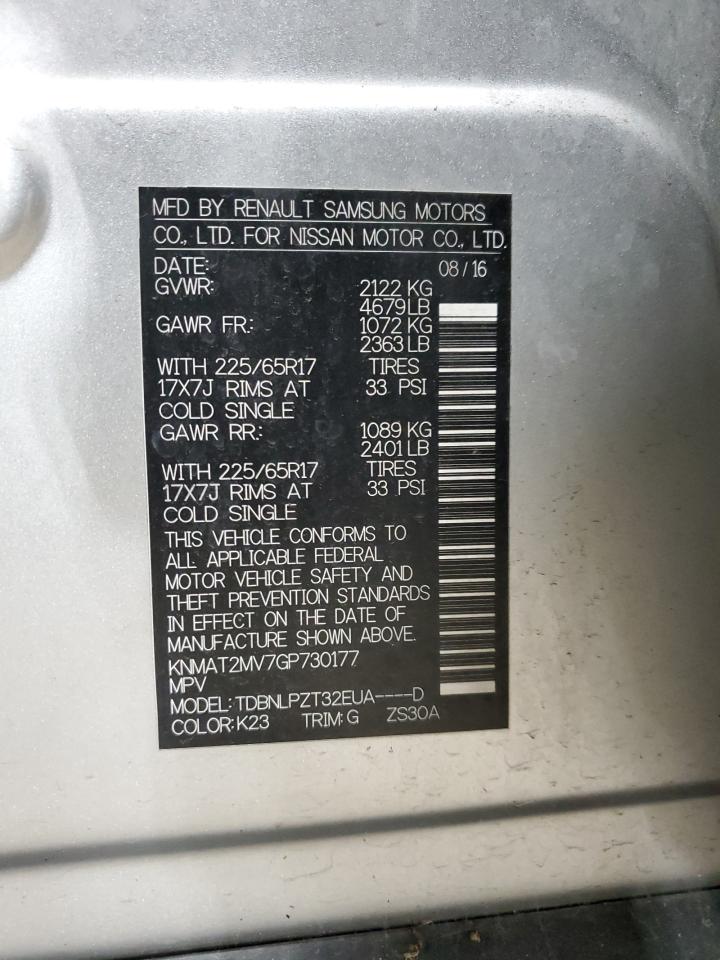 MFD BY RENAULT SAMSUNG MOTORS
CO., LTD. FOR NISSAN MOTOR CO., LTD.
DATE: 08/16
GVWR: 2122 KG
4679 LB
GAWR FR.: 1072 KG
2363 LB
WITH 225/65R17 TIRES
17X7J RIMS AT 33 PSI
COLD SINGLE
GAWR RR.: 1089 KG
2401 LB
WITH 225/65R17 TIRES
17X7J RIMS AT 33 PSI
COLD SINGLE
THIS VEHICLE CONFORMS TO
ALL APPLICABLE FEDERAL
MOTOR VEHICLE SAFETY AND
THEFT PREVENTION STANDARDS
IN EFFECT ON THE DATE OF
MANUFACTURE SHOWN ABOVE.
KNMAT2MV7GP730177
MPV
MODEL: TDBNLPZT32EUA----D
COLOR: K23 TRIM: G ZS30A